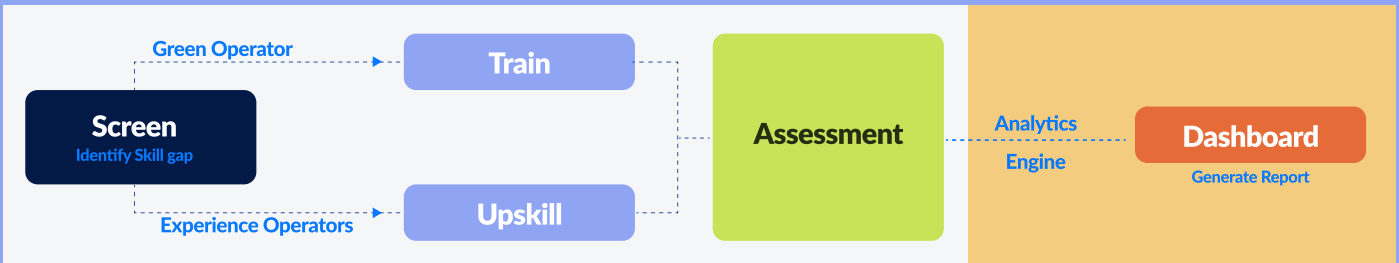 Green Operator
Train
Screen
Identify Skill gap
Assessment
Analytics
Engine
Dashboard
Generate Report
Experience Operators
Upskill